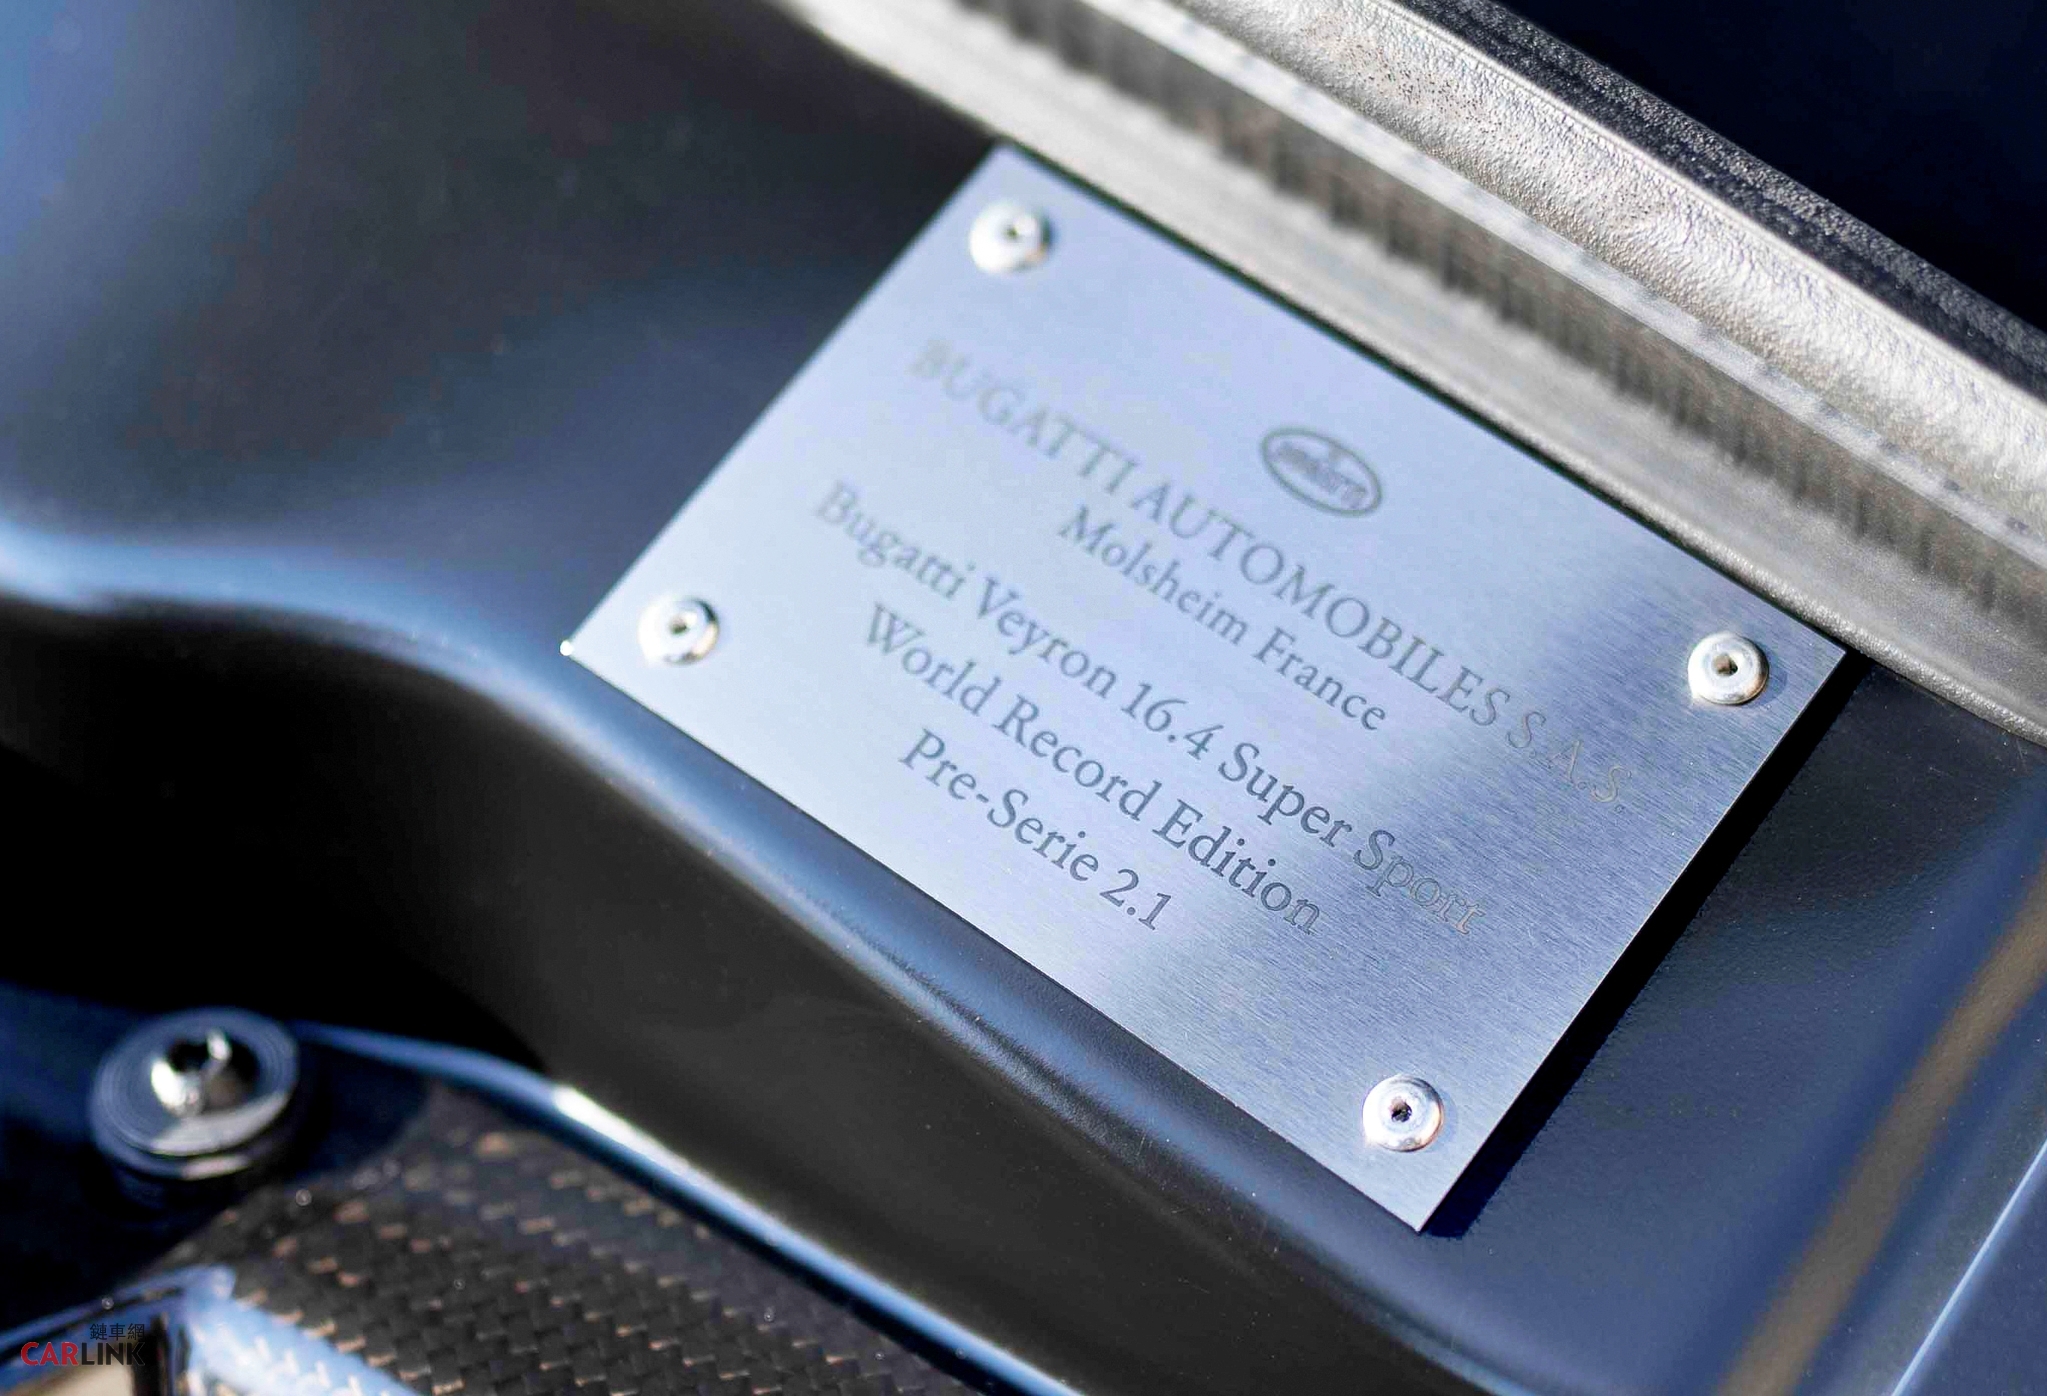 BUGATTI AUTOMOBILES S.A.S.
Molsheim France
Bugatti Veyron 16.4 Super Sport
World Record Edition
Pre-Serie 2.1
鏈車網
CARLINK